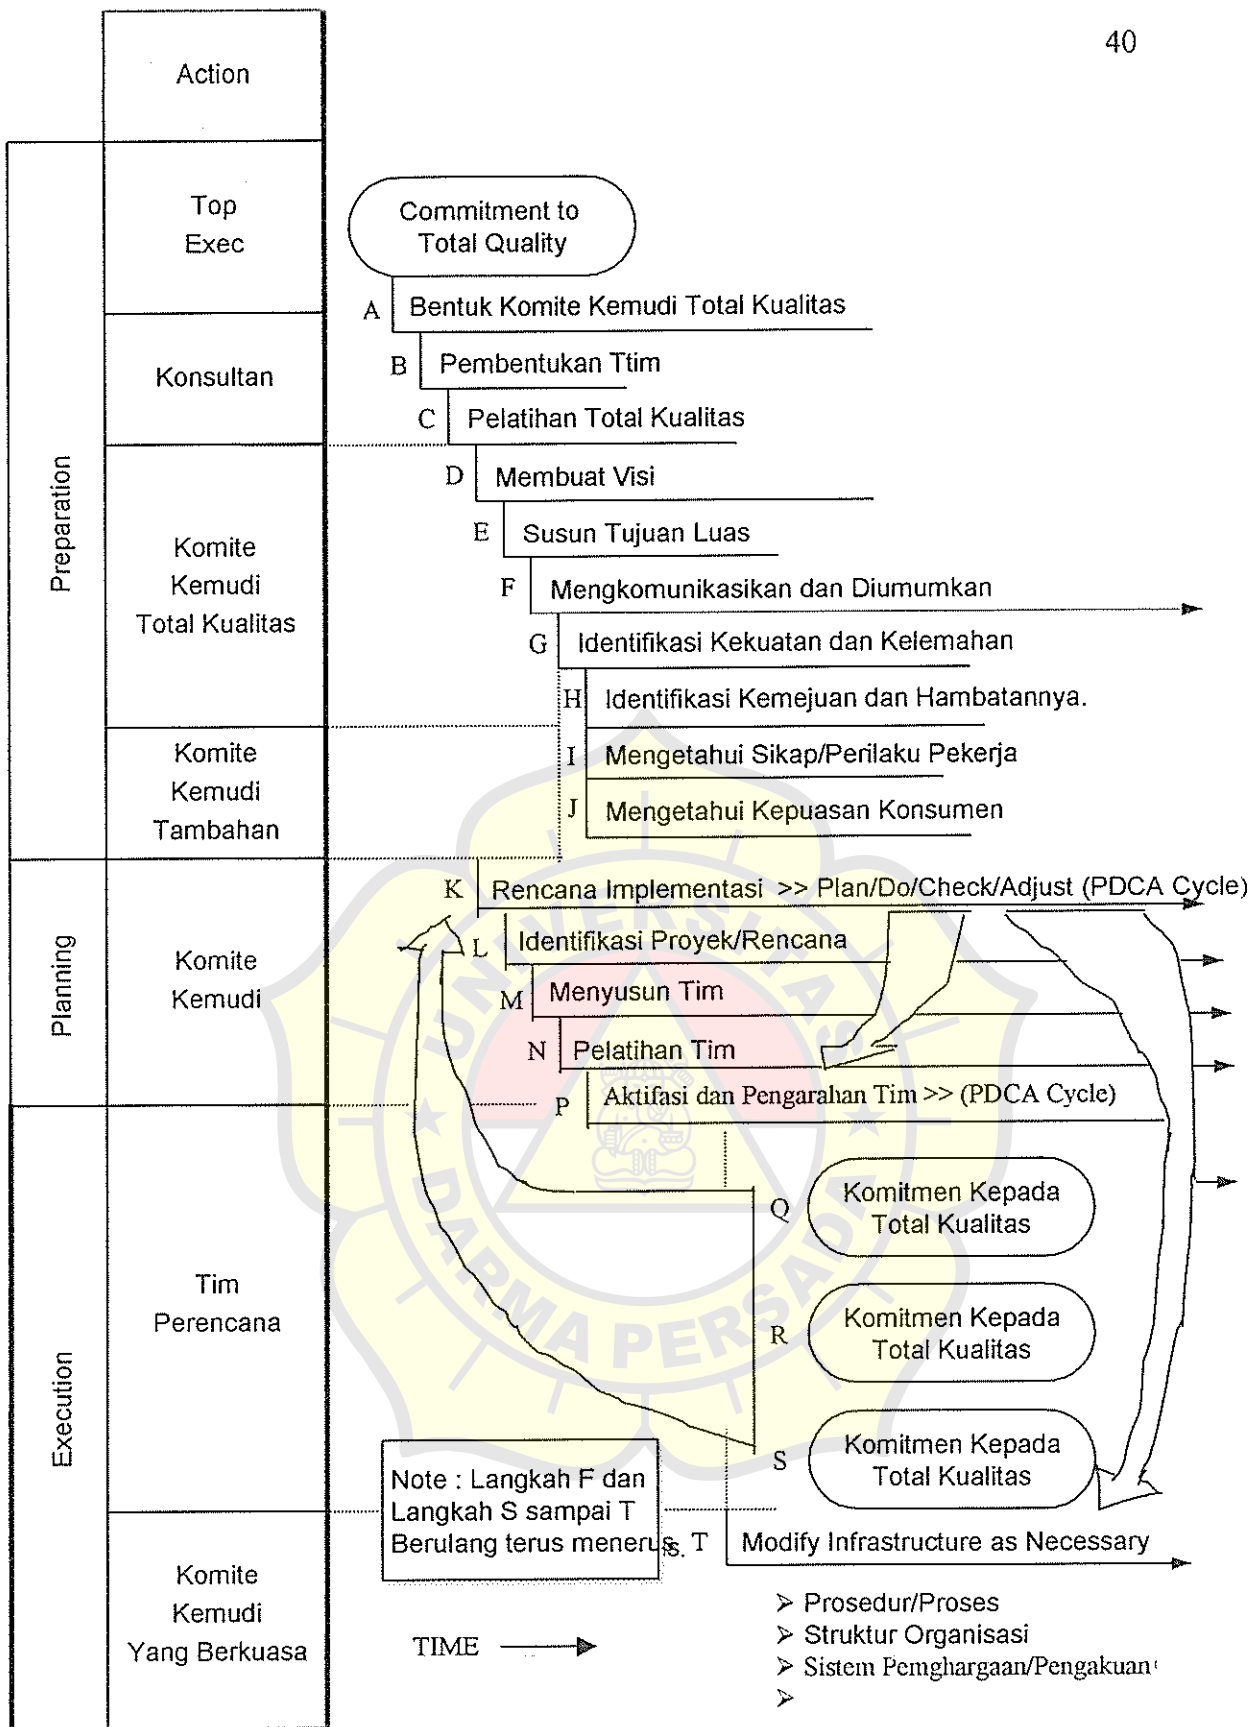 40
Action
Preparation
Top
Exec
Commitment to
Total Quality
A Bentuk Komite Kemudi Total Kualitas
Konsultan
B Pembentukan Ttim
C Pelatihan Total Kualitas
Komite
Kemudi
Total Kualitas
D Membuat Visi
E Susun Tujuan Luas
F Mengkomunikasikan dan Diumumkan
G Identifikasi Kekuatan dan Kelemahan
H Identifikasi Kemejuan dan Hambatannya.
Komite
Kemudi
Tambahan
I Mengetahui Sikap/Perilaku Pekerja
J Mengetahui Kepuasan Konsumen
Planning
Komite
Kemudi
K Rencana Implementasi >> Plan/Do/Check/Adjust (PDCA Cycle)
L Identifikasi Proyek/Rencana
M Menyusun Tim
N Pelatihan Tim
P Aktifasi dan Pengarahan Tim >> (PDCA Cycle)
Execution
Tim
Perencana
Q Komitmen Kepada
Total Kualitas
R Komitmen Kepada
Total Kualitas
S Komitmen Kepada
Total Kualitas
Note : Langkah F dan
Langkah S sampai T
Berulang terus menerus.
s. T Modify Infrastructure as Necessary
Komite
Kemudi
Yang Berkuasa
TIME
➢ Prosedur/Proses
➢ Struktur Organisasi
➢ Sistem Pemghargaan/Pengakuan
➢
UNIVERSITAS
DARMA PERSADA